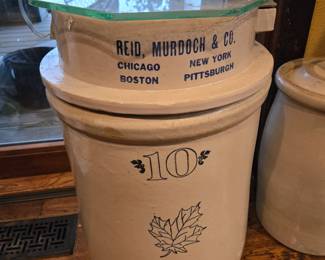 REID, MURDOCH & CO.
CHICAGO NEW YORK
BOSTON PITTSBURGH
10